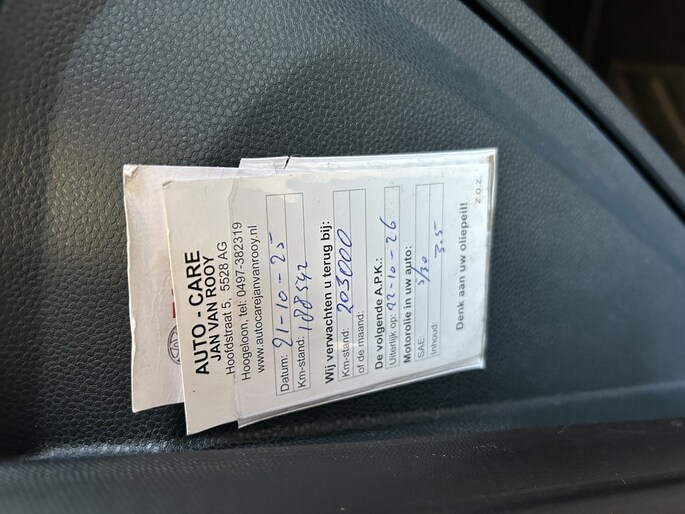 AUTO - CARE
JAN VAN ROOY
Hoofdstraat 5, 5528 AG
Hoogeloon, tel: 0497-382319
www.autocarejanvanrooy.nl
Datum: 21-10-25
Km-stand: 188542
Wij verwachten u terug bij:
Km-stand: 203000
of de maand:
De volgende A.P.K.:
Uiterlijk op: 22-10-26
Motorolie in uw auto:
SAE: 5/30
Inhoud: 3.5
Denk aan uw oliepeil!
z.o.z.